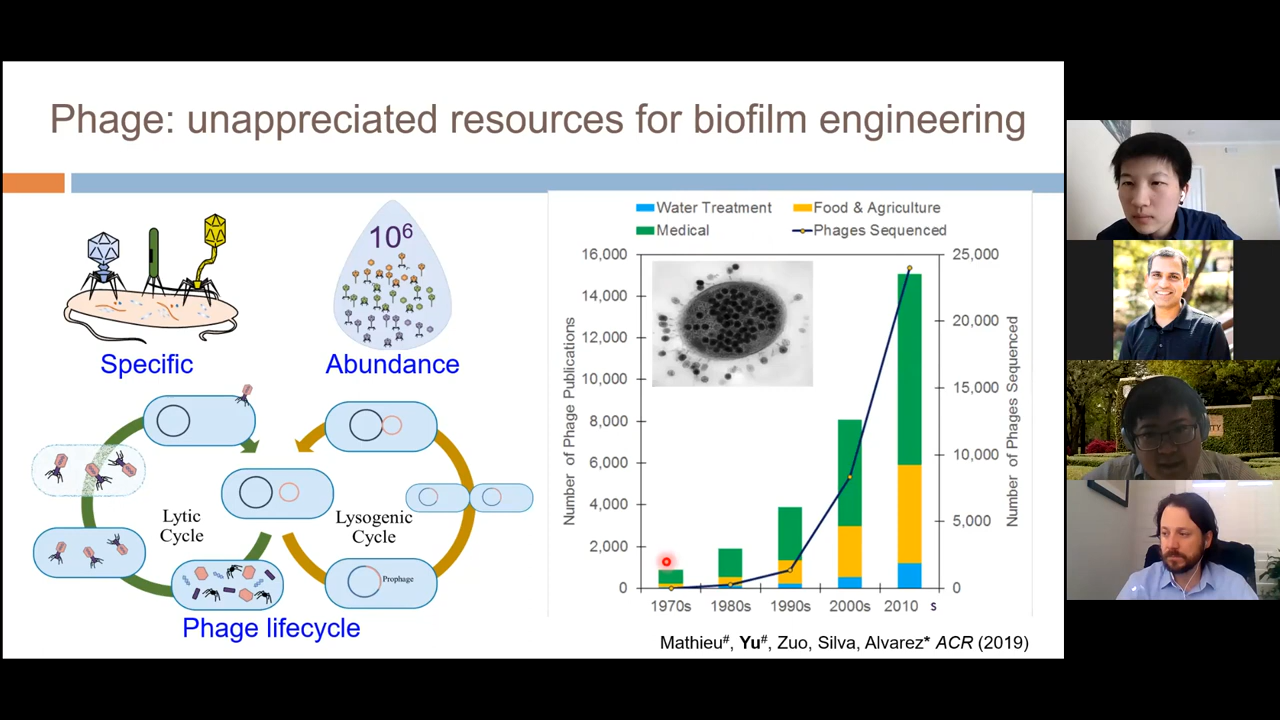 Phage: unappreciated resources for biofilm engineering
10⁶
Specific
Abundance
Lytic
Cycle
Lysogenic
Cycle
Prophage
Phage lifecycle
Water Treatment
Food & Agriculture
Medical
Phages Sequenced
Number of Phage Publications
16,000
14,000
12,000
10,000
8,000
6,000
4,000
2,000
0
25,000
20,000
15,000
10,000
5,000
0
Number of Phages Sequenced
1970s 1980s 1990s 2000s 2010 s
Mathieu#, Yu#, Zuo, Silva, Alvarez* ACR (2019)